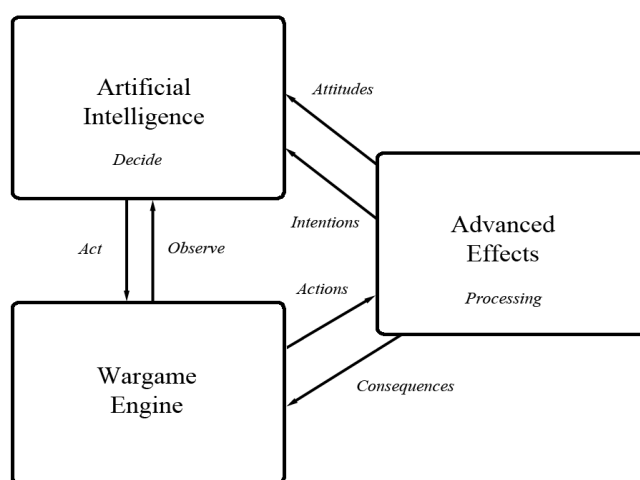 Artificial
Intelligence
Decide
Attitudes
Intentions
Advanced
Effects
Processing
Act
Observe
Actions
Consequences
Wargame
Engine